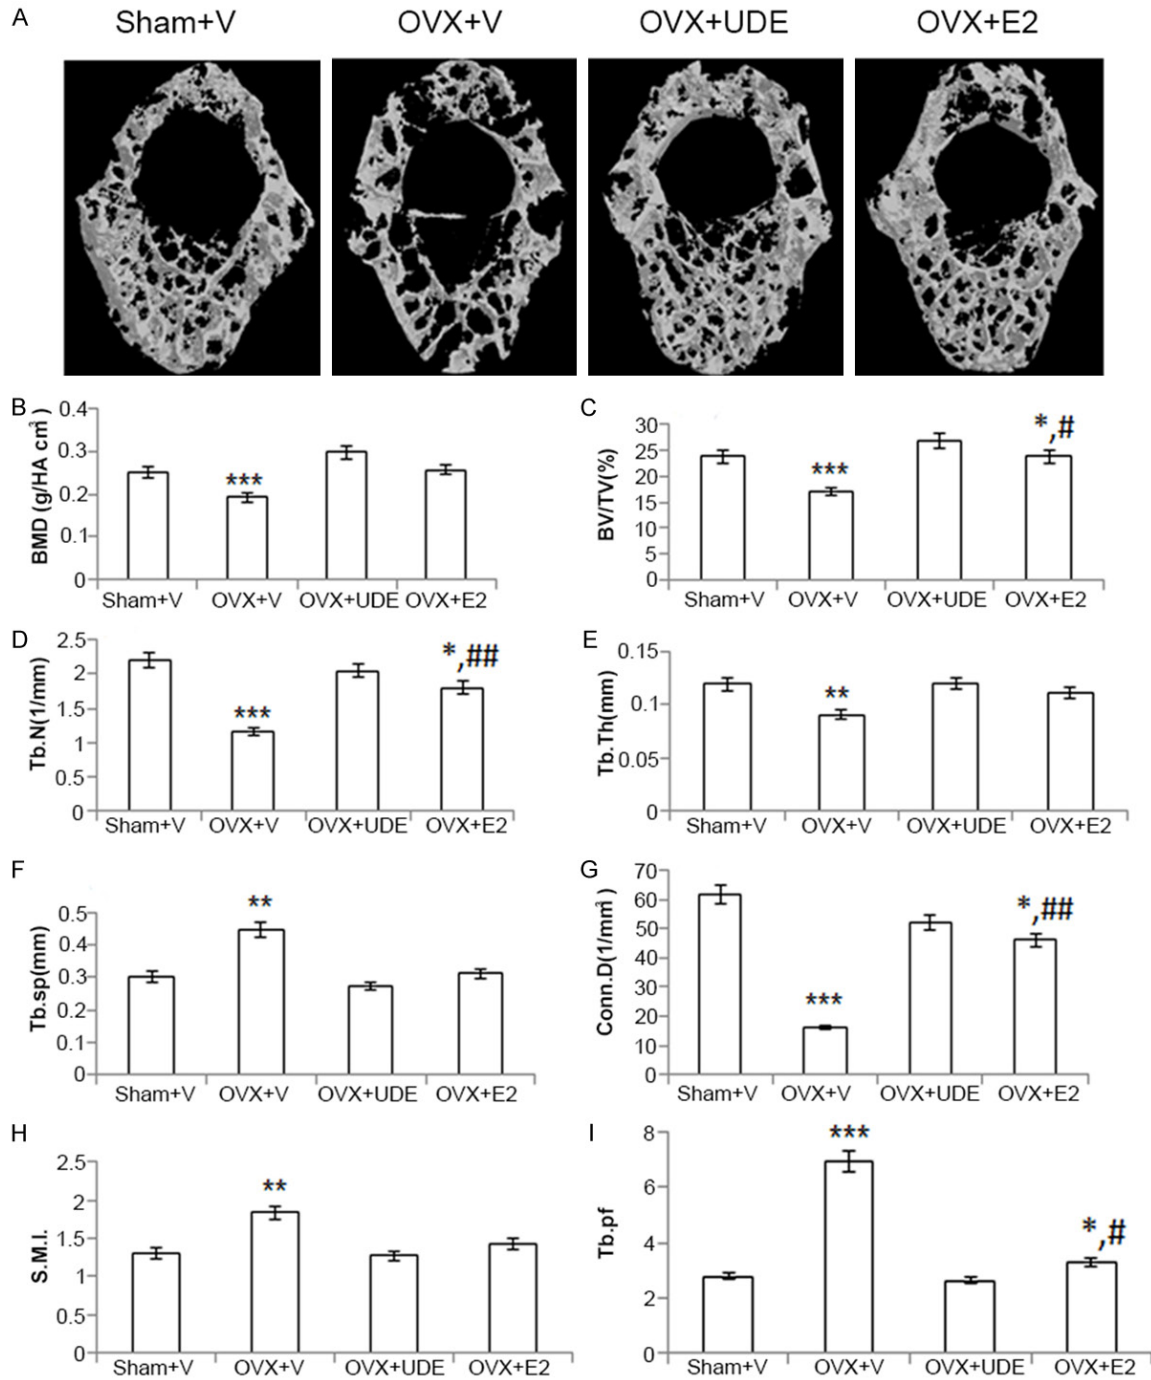 A
Sham+V OVX+V OVX+UDE OVX+E2
B
BMD (g/HA cm³)
0.4
0.3
0.2
0.1
0
***
Sham+V OVX+V OVX+UDE OVX+E2
C
BV/TV(%)
30
25
20
15
10
5
0
***
*,#
Sham+V OVX+V OVX+UDE OVX+E2
D
Tb.N(1/mm)
2.5
2
1.5
1
0.5
0
***
*,##
Sham+V OVX+V OVX+UDE OVX+E2
E
Tb.Th(mm)
0.15
0.1
0.05
0
**
Sham+V OVX+V OVX+UDE OVX+E2
F
Tb.sp(mm)
0.5
0.4
0.3
0.2
0.1
0
**
Sham+V OVX+V OVX+UDE OVX+E2
G
Conn.D(1/mm³)
70
60
50
40
30
20
10
0
***
*,##
Sham+V OVX+V OVX+UDE OVX+E2
H
S.M.I.
2.5
2
1.5
1
0.5
0
**
Sham+V OVX+V OVX+UDE OVX+E2
I
Tb.pf
8
6
4
2
0
***
*,#
Sham+V OVX+V OVX+UDE OVX+E2